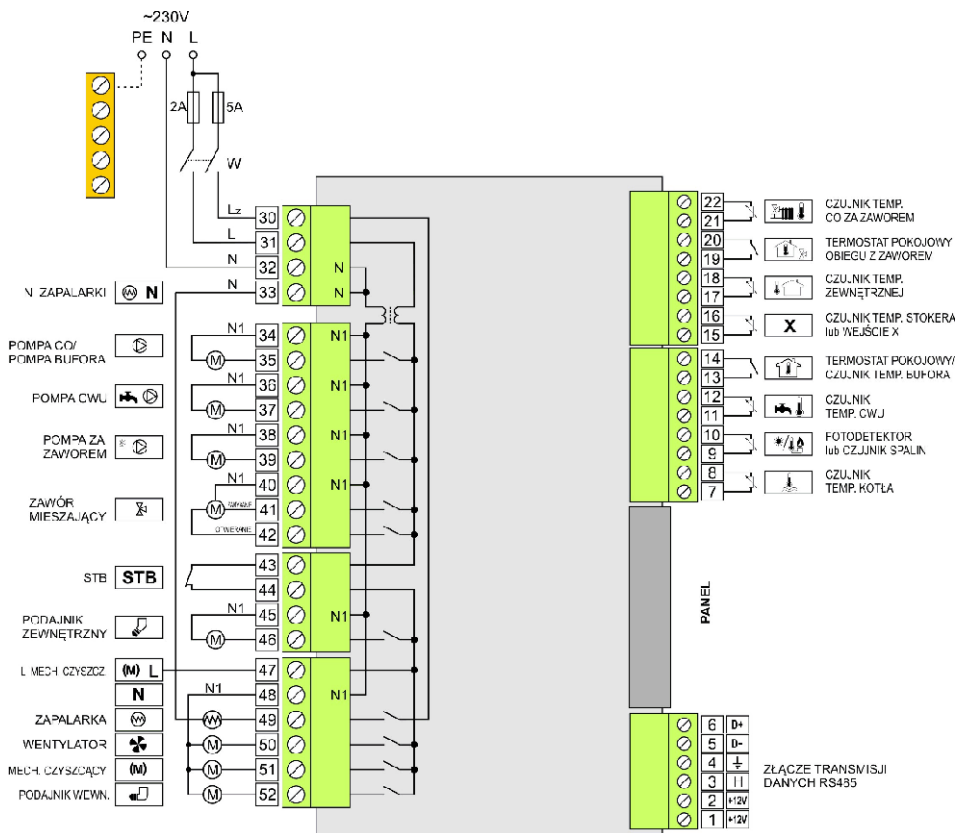 ~230V
PE N L
2A
5A
W
Lz
30
L
31
N
32
N
N
33
N
N ZAPALARKI
N
N1
34
N1
POMPA CO/
POMPA BUFORA
M
35
N1
36
N1
POMPA CWU
M
37
N1
38
N1
POMPA ZA
ZAWOREM
M
39
N1
40
N1
ZAWÓR
MIESZAJĄCY
M
41
OTWIERANIE
42
43
STB
STB
44
N1
45
N1
PODAJNIK
ZEWNĘTRZNY
M
46
L MECH. CZYSZCZ.
(M) L
47
N
N1
48
N1
ZAPALARKA
49
WENTYLATOR
M
50
MECH. CZYSZCĄCY
(M)
M
51
PODAJNIK WEWN.
M
52
22
21
CZUJNIK TEMP.
CO ZA ZAWOREM
20
19
TERMOSTAT POKOJOWY
OBIEGU Z ZAWOREM
18
17
CZUJNIK TEMP.
ZEWNĘTRZNEJ
16
15
X
CZUJNIK TEMP. STOKERA
lub WEJŚCIE X
14
13
TERMOSTAT POKOJOWY/
CZUJNIK TEMP. BUFORA
12
11
CZUJNIK
TEMP. CWU
10
9
FOTODETEKTOR
lub CZUJNIK SPALIN
8
7
CZUJNIK
TEMP. KOTŁA
PANEL
6 D+
5 D-
4
3
2 +12V
1 +12V
ZŁĄCZE TRANSMISJI
DANYCH RS485